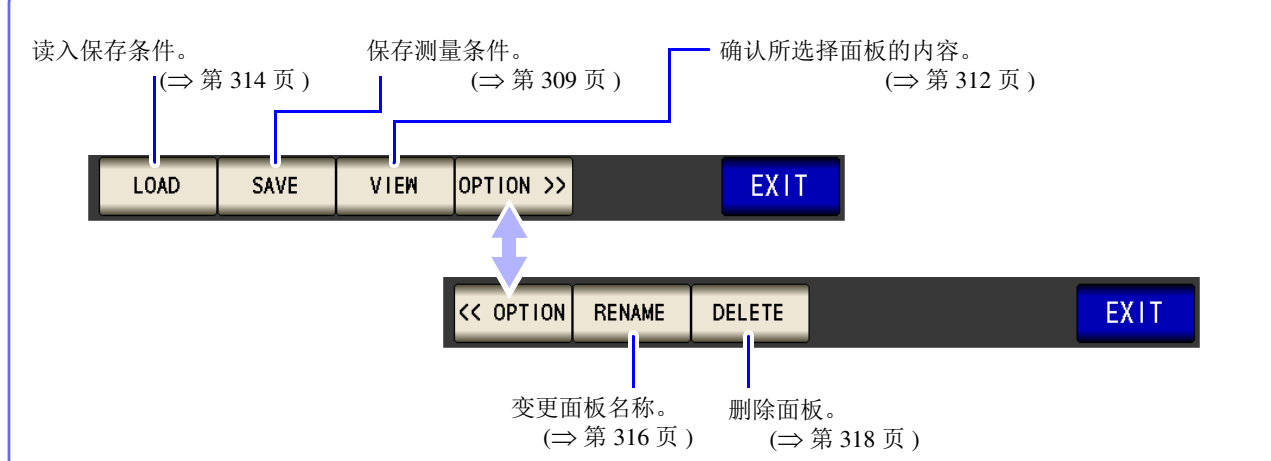 读入保存条件。 保存测量条件。 确认所选择面板的内容。
(⇒ 第 314 页 ) (⇒ 第 309 页 ) (⇒ 第 312 页 )
LOAD SAVE VIEW OPTION >> EXIT
<< OPTION RENAME DELETE EXIT
变更面板名称。 删除面板。
(⇒ 第 316 页 ) (⇒ 第 318 页 )